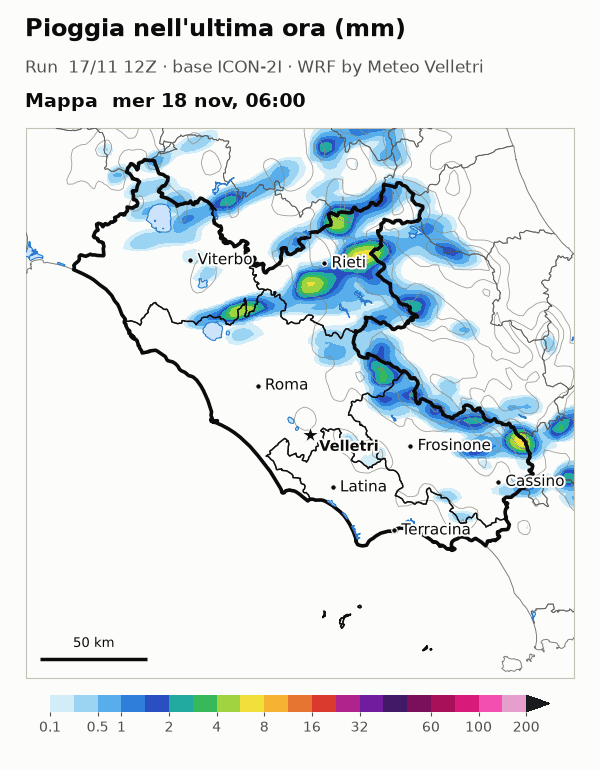 Pioggia nell'ultima ora (mm)
Run  17/11 12Z · base ICON-2I · WRF by Meteo Velletri
Mappa  mer 18 nov, 06:00
Viterbo
Rieti
Roma
Velletri
Frosinone
Latina
Cassino
Terracina
50 km
0.1 0.5 1 2 4 8 16 32 60 100 200